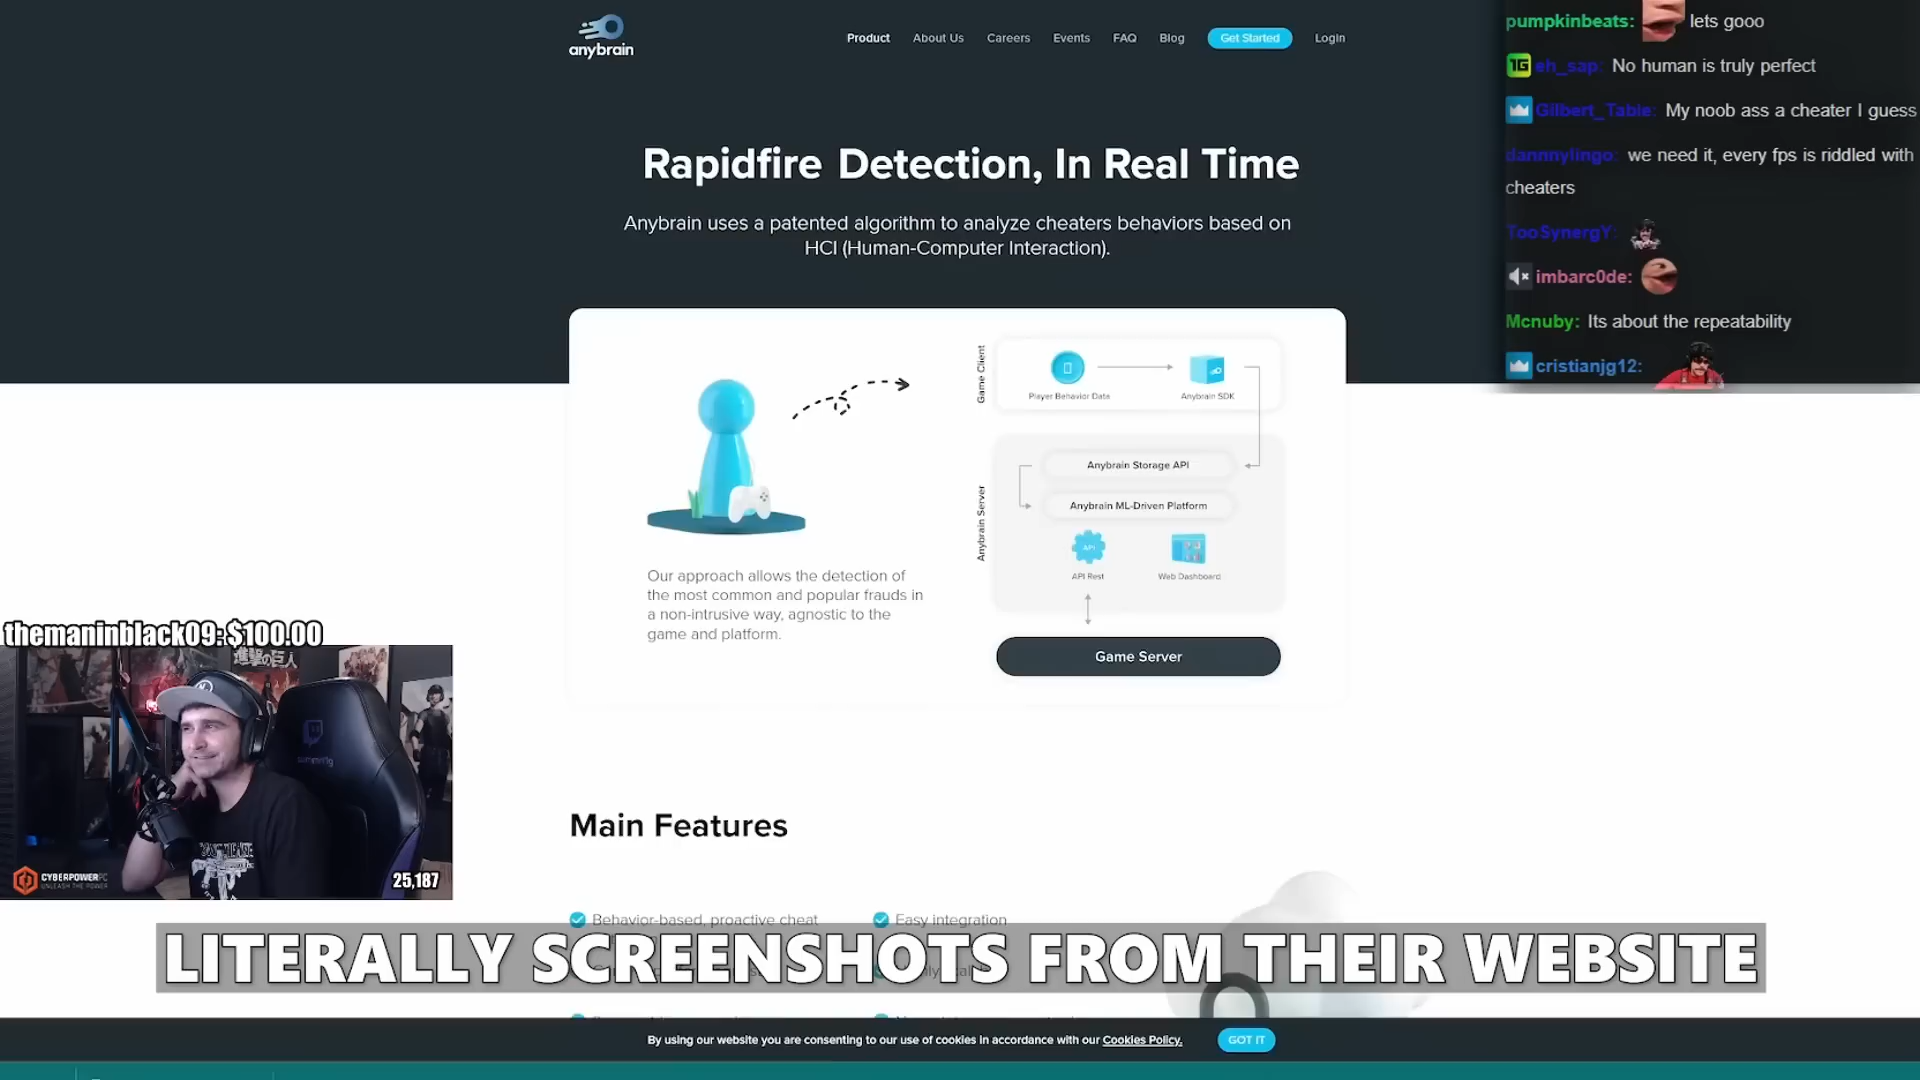 anybrain
Product About Us Careers Events FAQ Blog Get Started Login
Rapidfire Detection, In Real Time
Anybrain uses a patented algorithm to analyze cheaters behaviors based on
HCI (Human-Computer Interaction).
pumpkinbeats: lets gooo
1G eh_sap: No human is truly perfect
Gilbert_Table: My noob ass a cheater I guess
dannnylingo: we need it, every fps is riddled with
cheaters
TooSynergY:
imbarc0de:
Mcnuby: Its about the repeatability
cristianjg12:
Game Client
Player Behavior Data
Anybrain SDK
Anybrain Server
Anybrain Storage API
Anybrain ML-Driven Platform
API
API Rest
Web Dashboard
Game Server
Our approach allows the detection of
the most common and popular frauds in
a non-intrusive way, agnostic to the
game and platform.
themaninblack09: $100.00
進撃の巨人
summit1g
CYBERPOWERPC
UNLEASH THE POWER
25,187
Main Features
Behavior-based, proactive cheat
Easy integration
LITERALLY SCREENSHOTS FROM THEIR WEBSITE
By using our website you are consenting to our use of cookies in accordance with our Cookies Policy.
GOT IT